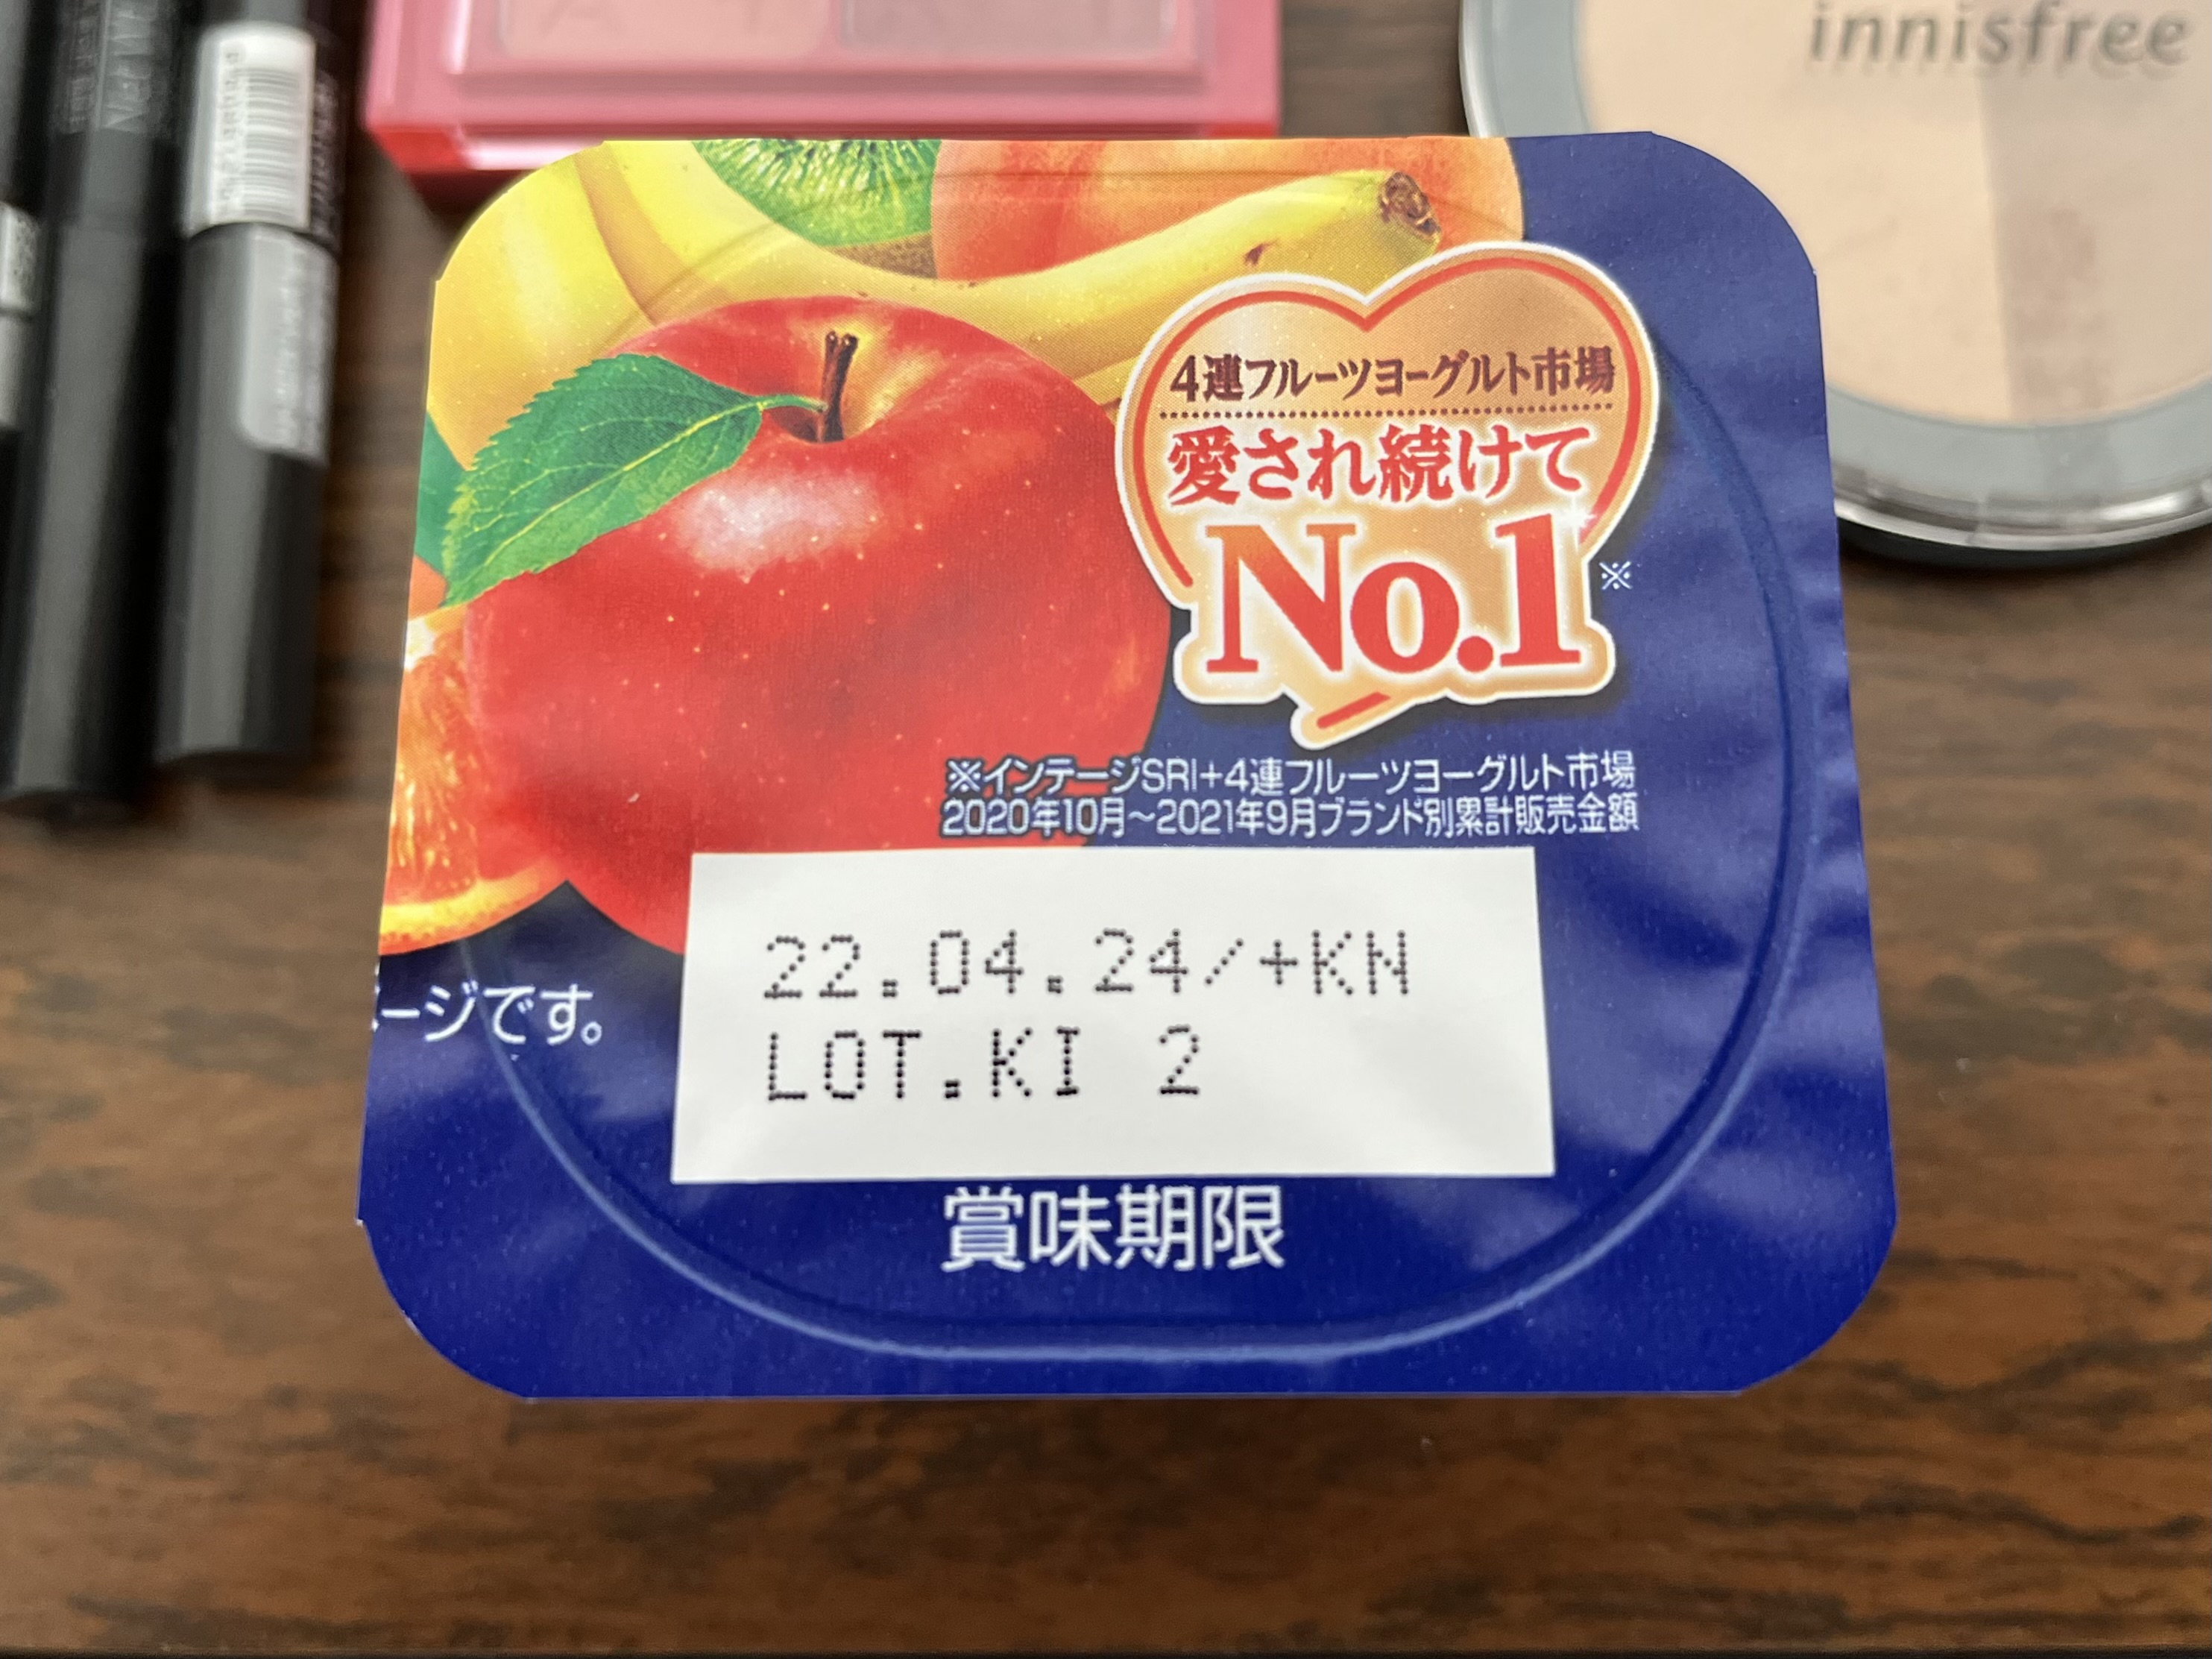 innisfree
4連フルーツヨーグルト市場
愛され続けて
No.1※
※インテージSRI+4連フルーツヨーグルト市場
2020年10月~2021年9月ブランド別累計販売金額
22.04.24/+KN
LOT.KI 2
ージです。
賞味期限